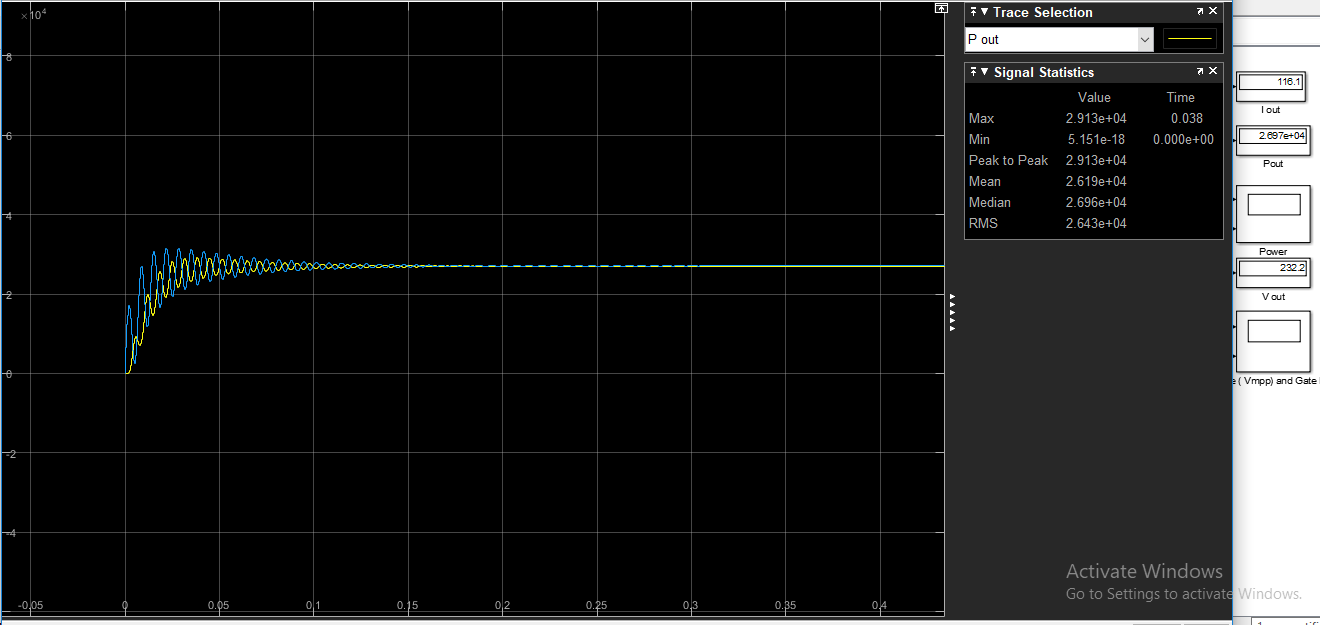 ×10⁴
8
6
4
2
0
-2
-4
-0.05 0 0.05 0.1 0.15 0.2 0.25 0.3 0.35 0.4
Trace Selection
P out
Signal Statistics
Value Time
Max 2.913e+04 0.038
Min 5.151e-18 0.000e+00
Peak to Peak 2.913e+04
Mean 2.619e+04
Median 2.696e+04
RMS 2.643e+04
116.1
I out
2.697e+04
Pout
Power
232.2
V out
( Vmpp) and Gate
Activate Windows
Go to Settings to activate Windows.